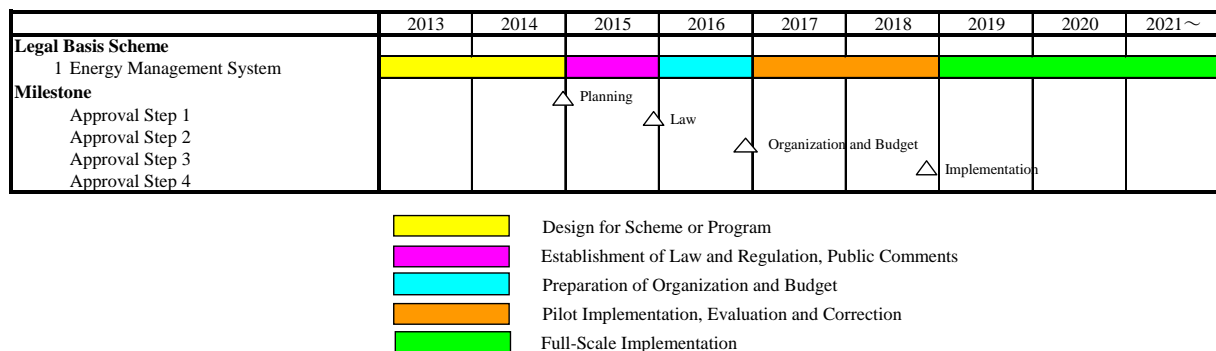 2013 2014 2015 2016 2017 2018 2019 2020 2021～
Legal Basis Scheme
1 Energy Management System
Milestone
Planning
Approval Step 1
Law
Approval Step 2
Organization and Budget
Approval Step 3
Implementation
Approval Step 4
Design for Scheme or Program
Establishment of Law and Regulation, Public Comments
Preparation of Organization and Budget
Pilot Implementation, Evaluation and Correction
Full-Scale Implementation